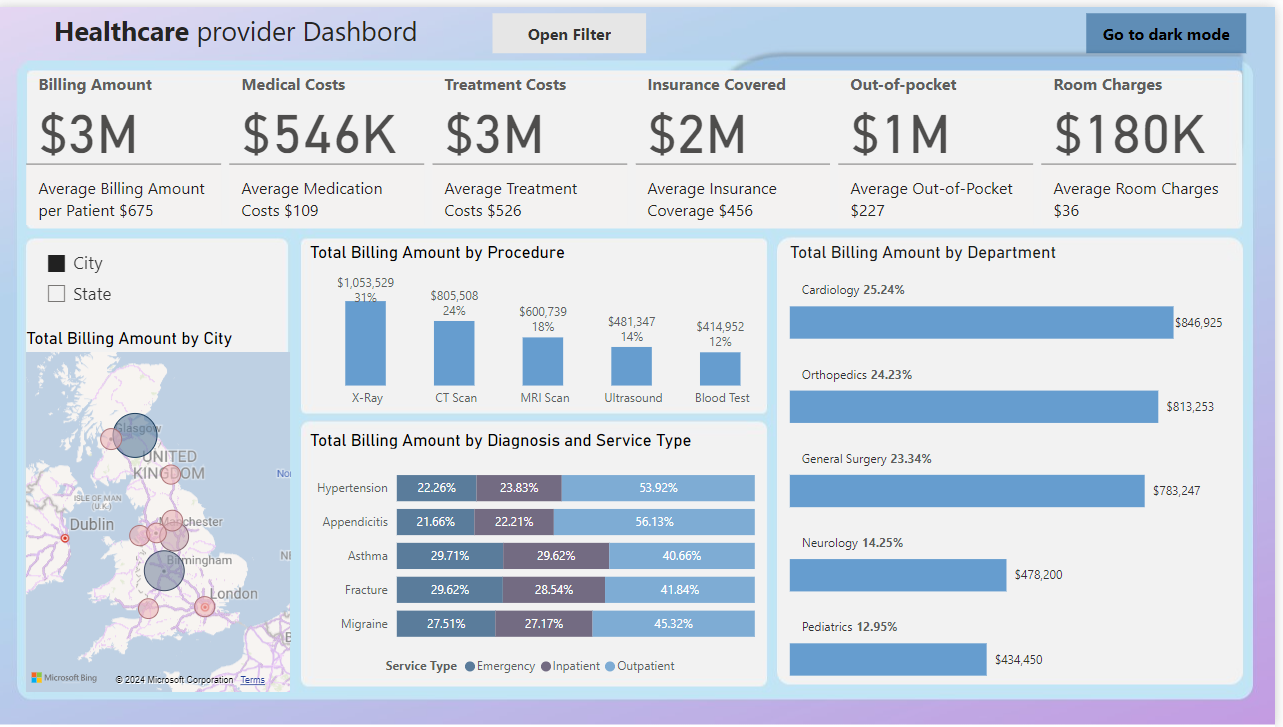 Healthcare provider Dashbord
Open Filter
Go to dark mode
Billing Amount
$3M
Average Billing Amount
per Patient $675
Medical Costs
$546K
Average Medication
Costs $109
Treatment Costs
$3M
Average Treatment
Costs $526
Insurance Covered
$2M
Average Insurance
Coverage $456
Out-of-pocket
$1M
Average Out-of-Pocket
$227
Room Charges
$180K
Average Room Charges
$36
City
State
Total Billing Amount by City
Glasgow
UNITED
KINGDOM
ISLE OF MAN
(U.K.)
Dublin
Manchester
Birmingham
London
Microsoft Bing
© 2024 Microsoft Corporation Terms
Total Billing Amount by Procedure
$1,053,529
31%
$805,508
24%
$600,739
18%
$481,347
14%
$414,952
12%
X-Ray CT Scan MRI Scan Ultrasound Blood Test
Total Billing Amount by Diagnosis and Service Type
Hypertension 22.26% 23.83% 53.92%
Appendicitis 21.66% 22.21% 56.13%
Asthma 29.71% 29.62% 40.66%
Fracture 29.62% 28.54% 41.84%
Migraine 27.51% 27.17% 45.32%
Service Type Emergency Inpatient Outpatient
Total Billing Amount by Department
Cardiology 25.24%
$846,925
Orthopedics 24.23%
$813,253
General Surgery 23.34%
$783,247
Neurology 14.25%
$478,200
Pediatrics 12.95%
$434,450